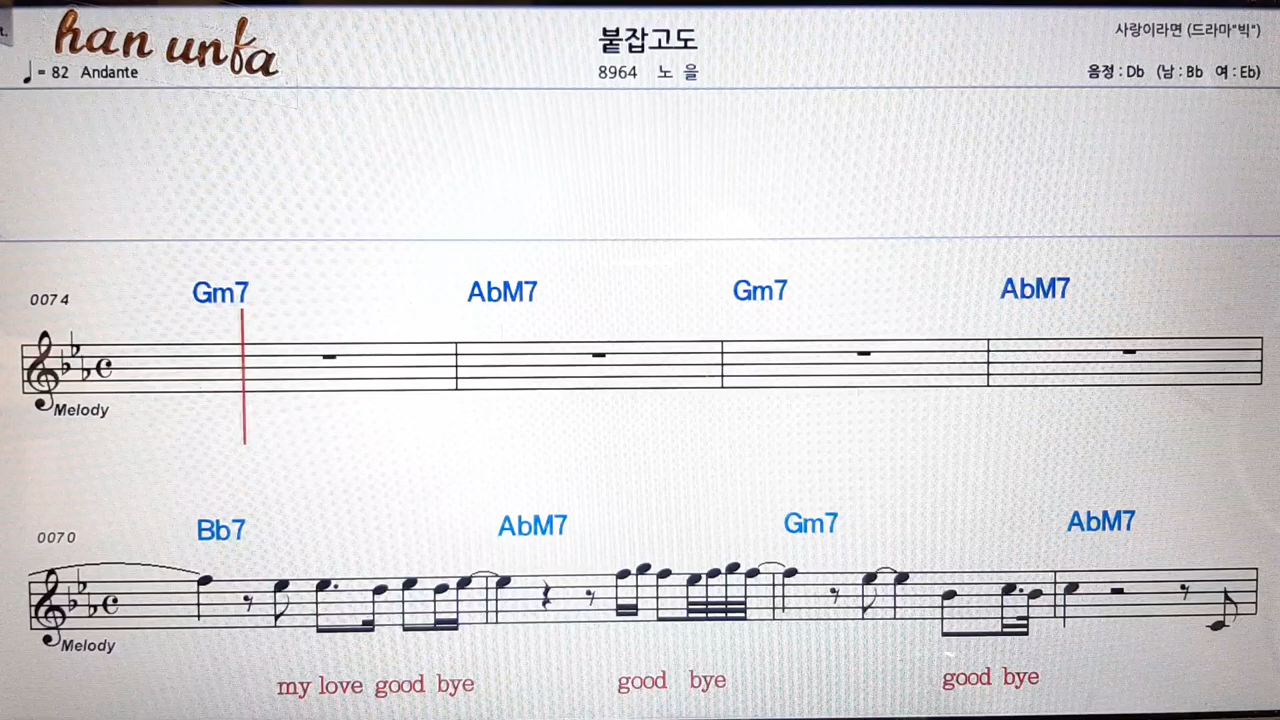 t.
han unfa
붙잡고도
사랑이라면 (드라마"빅")
♩= 82 Andante
8964 노 을
음정 : Db (남 : Bb 여 : Eb)
Gm7 AbM7 Gm7 AbM7
0074
Melody
Bb7 AbM7 Gm7 AbM7
0070
Melody
my love good bye good bye good bye